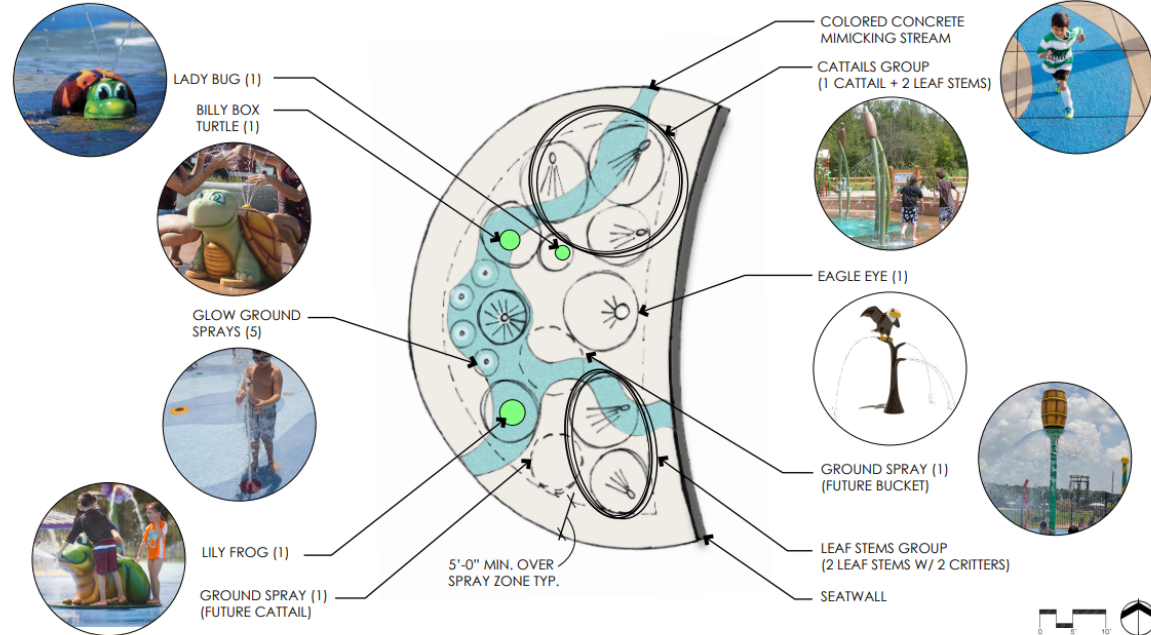 LADY BUG (1)
BILLY BOX
TURTLE (1)
GLOW GROUND
SPRAYS (5)
LILY FROG (1)
GROUND SPRAY (1)
(FUTURE CATTAIL)
5'-0" MIN. OVER
SPRAY ZONE TYP.
COLORED CONCRETE
MIMICKING STREAM
CATTAILS GROUP
(1 CATTAIL + 2 LEAF STEMS)
EAGLE EYE (1)
GROUND SPRAY (1)
(FUTURE BUCKET)
LEAF STEMS GROUP
(2 LEAF STEMS W/ 2 CRITTERS)
SEATWALL
0 5' 10'